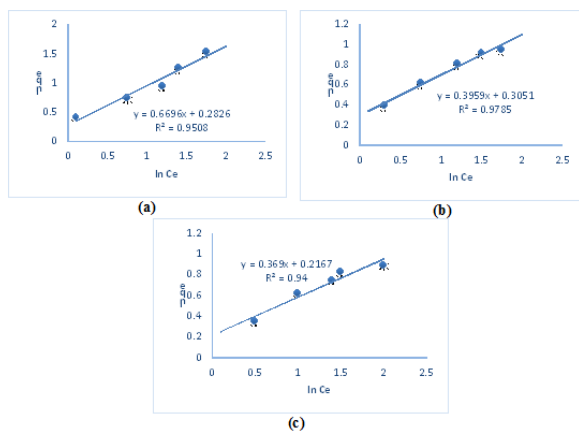 2
1.5
1
0.5
0
ln qe
y = 0.6696x + 0.2826
R² = 0.9508
0 0.5 1 1.5 2 2.5
ln Ce
(a)
1.2
1
0.8
0.6
0.4
0.2
0
ln qe
y = 0.3959x + 0.3051
R² = 0.9785
0 0.5 1 1.5 2 2.5
ln Ce
(b)
1.2
1
0.8
0.6
0.4
0.2
0
y = 0.369x + 0.2167
R² = 0.94
0.5 1 1.5 2 2.5
ln Ce
(c)